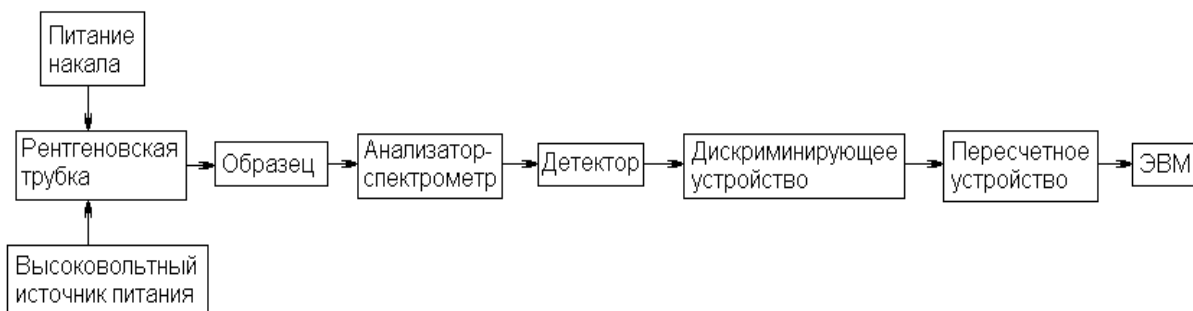 Питание
накала
Рентгеновская
трубка
Образец
Анализатор-
спектрометр
Детектор
Дискриминирующее
устройство
Пересчетное
устройство
ЭВМ
Высоковольтный
источник питания